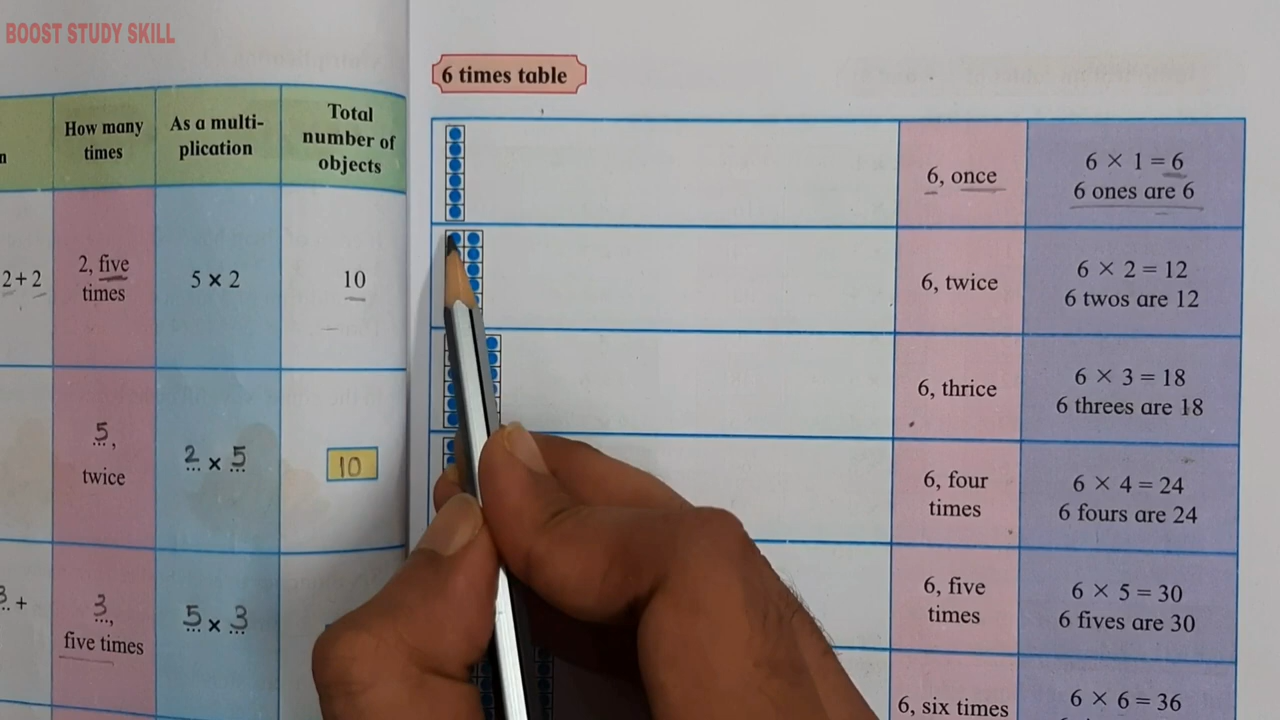 BOOST STUDY SKILL
n
How many
times
As a multi-
plication
Total
number of
objects
2 + 2
2, five
times
5 × 2
10
5,
twice
2 × 5
10
3 +
3,
five times
5 × 3
6 times table
6, once
6 × 1 = 6
6 ones are 6
6, twice
6 × 2 = 12
6 twos are 12
6, thrice
6 × 3 = 18
6 threes are 18
6, four
times
6 × 4 = 24
6 fours are 24
6, five
times
6 × 5 = 30
6 fives are 30
6, six times
6 × 6 = 36